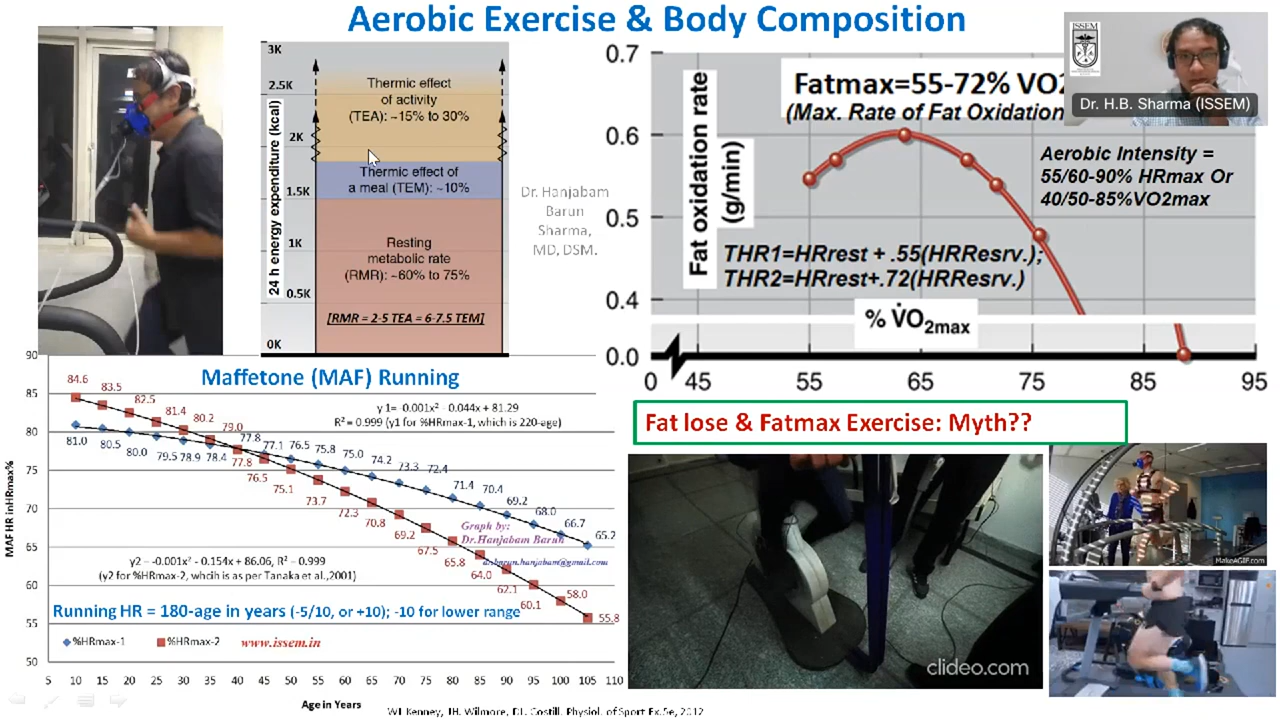 Aerobic Exercise & Body Composition
ISSEM
Dr. H.B. Sharma (ISSEM)
24 h energy expenditure (kcal)
3K
2.5K
2K
1.5K
1K
0.5K
0K
Thermic effect
of activity
(TEA): ~15% to 30%
Thermic effect of
a meal (TEM): ~10%
Resting
metabolic rate
(RMR): ~60% to 75%
[RMR = 2-5 TEA = 6-7.5 TEM]
Dr. Hanjabam
Barun
Sharma,
MD, DSM.
Fat oxidation rate
(g/min)
0.7
0.6
0.5
0.4
0.0
Fatmax=55-72% VO2
(Max. Rate of Fat Oxidation
Aerobic Intensity =
55/60-90% HRmax Or
40/50-85%VO2max
THR1=HRrest + .55(HRResrv.);
THR2=HRrest+.72(HRResrv.)
% V̇O2max
0 45 55 65 75 85 95
Maffetone (MAF) Running
y 1= -0.001x² - 0.044x + 81.29
R² = 0.999 (y1 for %HRmax-1, which is 220-age)
MAF HR in HRmax%
90
85
80
75
70
65
60
55
50
84.6 83.5 82.5 81.4 80.2 79.0 77.8 76.5 75.1 73.7 72.3 70.8 69.2 67.5 65.8 64.0 62.1 60.1 58.0 55.8
81.0 80.5 80.0 79.5 78.9 78.4 77.8 77.1 76.5 75.8 75.0 74.2 73.3 72.4 71.4 70.4 69.2 68.0 66.7 65.2
Graph by:
Dr.Hanjabam Barun
dr.barun.hanjabam@gmail.com
y2 = -0.001x² - 0.154x + 86.06, R² = 0.999
(y2 for %HRmax-2, whcih is as per Tanaka et al.,2001)
Running HR = 180-age in years (-5/10, or +10); -10 for lower range
%HRmax-1 %HRmax-2 www.issem.in
5 10 15 20 25 30 35 40 45 50 55 60 65 70 75 80 85 90 95 100 105 110
Age in Years
Fat lose & Fatmax Exercise: Myth??
clideo.com
MakeAGIF.com
WL Kenney, JH. Wilmore, DL. Costill. Physiol. of Sport Ex.5e, 2012